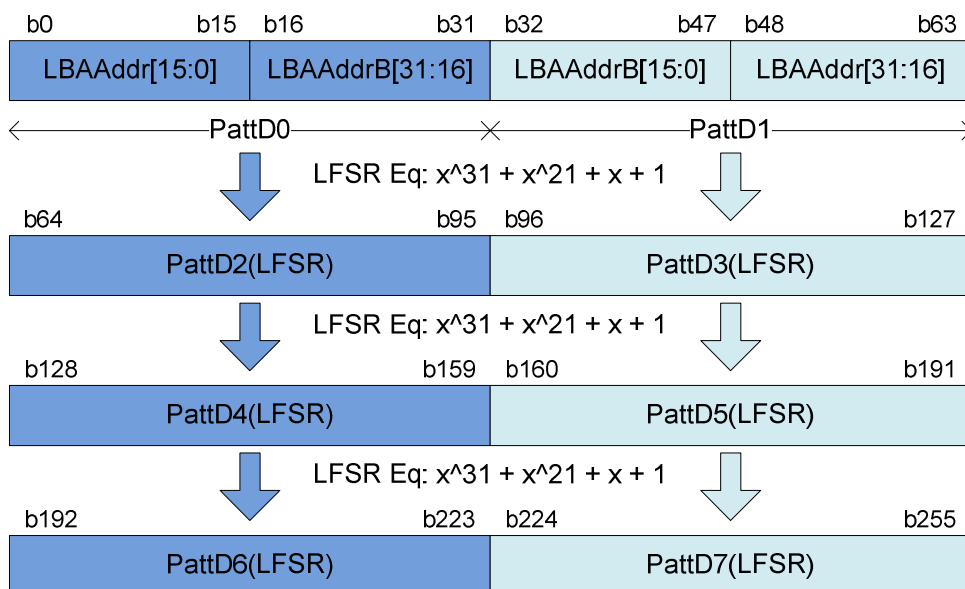 b0 b15 b16 b31 b32 b47 b48 b63
LBAAddr[15:0] LBAAddrB[31:16] LBAAddrB[15:0] LBAAddr[31:16]
PattD0 PattD1
LFSR Eq: x^31 + x^21 + x + 1
b64 b95 b96 b127
PattD2(LFSR) PattD3(LFSR)
LFSR Eq: x^31 + x^21 + x + 1
b128 b159 b160 b191
PattD4(LFSR) PattD5(LFSR)
LFSR Eq: x^31 + x^21 + x + 1
b192 b223 b224 b255
PattD6(LFSR) PattD7(LFSR)